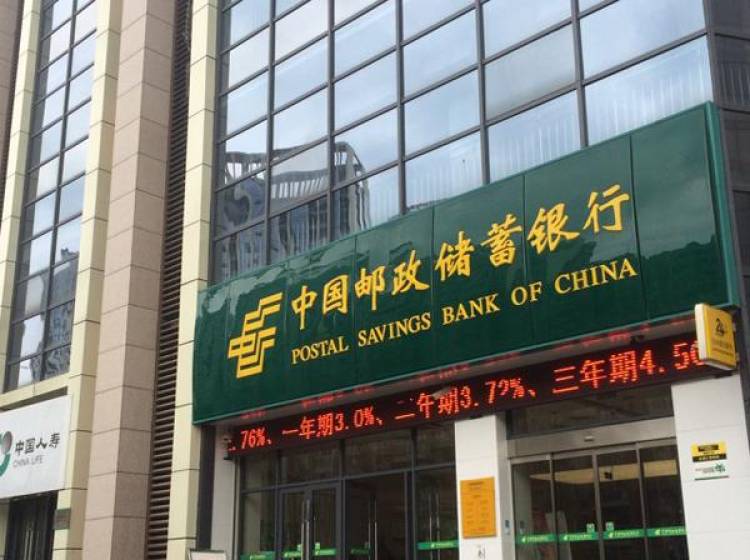 中国邮政储蓄银行
POSTAL SAVINGS BANK OF CHINA
.76%、一年期3.0%、二年期3.72%、三年期4.50
24
中国人寿
CHINA LIFE